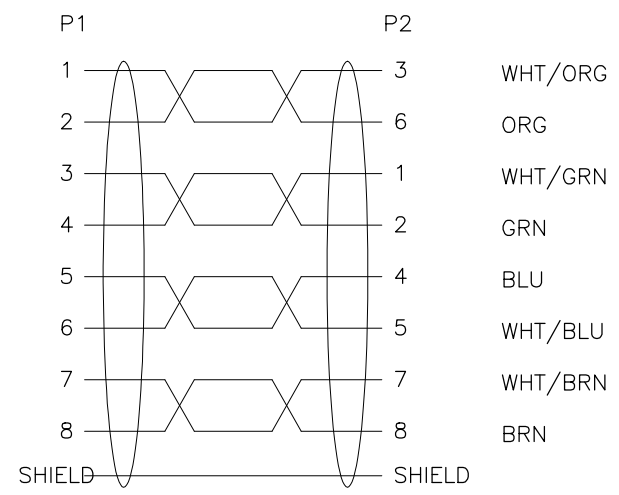 P1 P2
1 3 WHT/ORG
2 6 ORG
3 1 WHT/GRN
4 2 GRN
5 4 BLU
6 5 WHT/BLU
7 7 WHT/BRN
8 8 BRN
SHIELD SHIELD